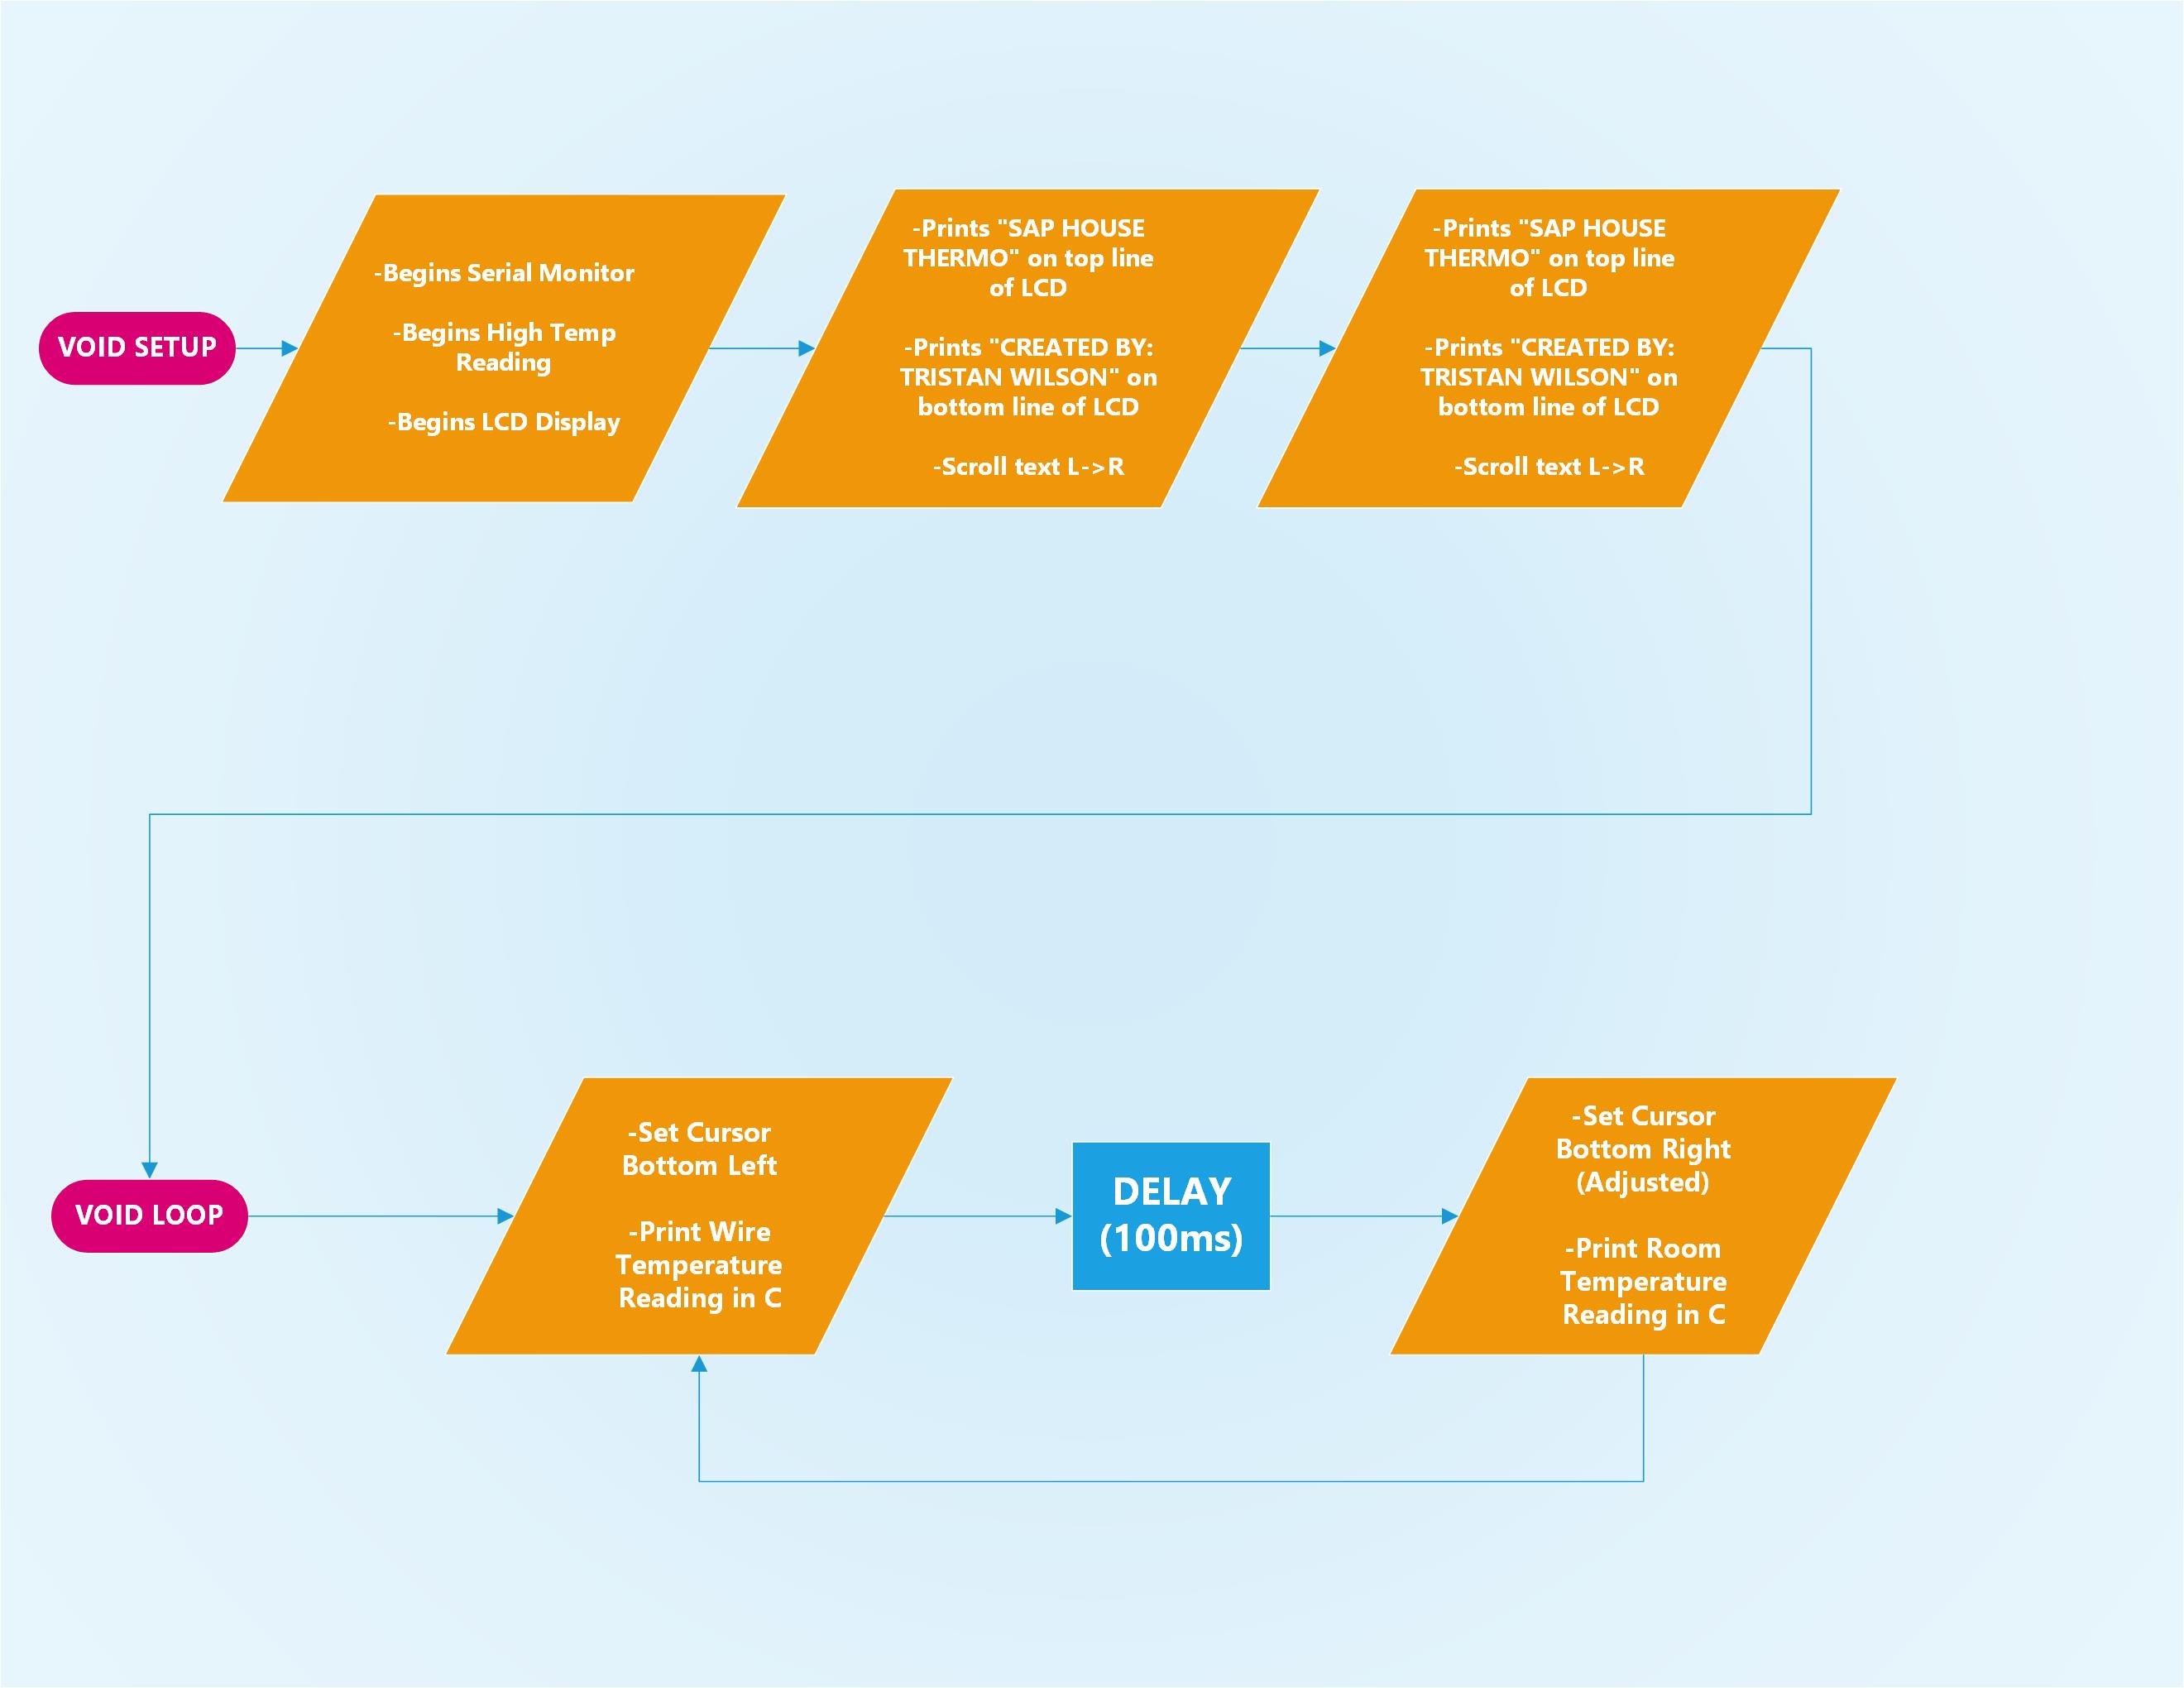 VOID SETUP
-Begins Serial Monitor
-Begins High Temp
Reading
-Begins LCD Display
-Prints "SAP HOUSE
THERMO" on top line
of LCD
-Prints "CREATED BY:
TRISTAN WILSON" on
bottom line of LCD
-Scroll text L->R
-Prints "SAP HOUSE
THERMO" on top line
of LCD
-Prints "CREATED BY:
TRISTAN WILSON" on
bottom line of LCD
-Scroll text L->R
VOID LOOP
-Set Cursor
Bottom Left
-Print Wire
Temperature
Reading in C
DELAY
(100ms)
-Set Cursor
Bottom Right
(Adjusted)
-Print Room
Temperature
Reading in C